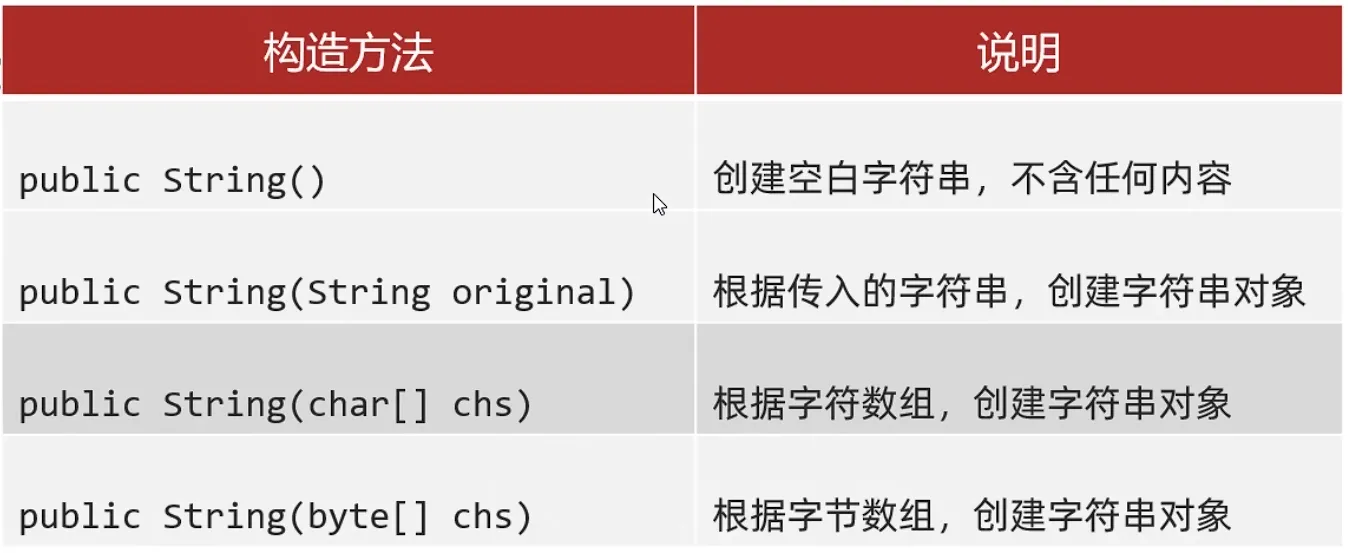 构造方法 说明
public String() 创建空白字符串，不含任何内容
public String(String original) 根据传入的字符串，创建字符串对象
public String(char[] chs) 根据字符数组，创建字符串对象
public String(byte[] chs) 根据字节数组，创建字符串对象